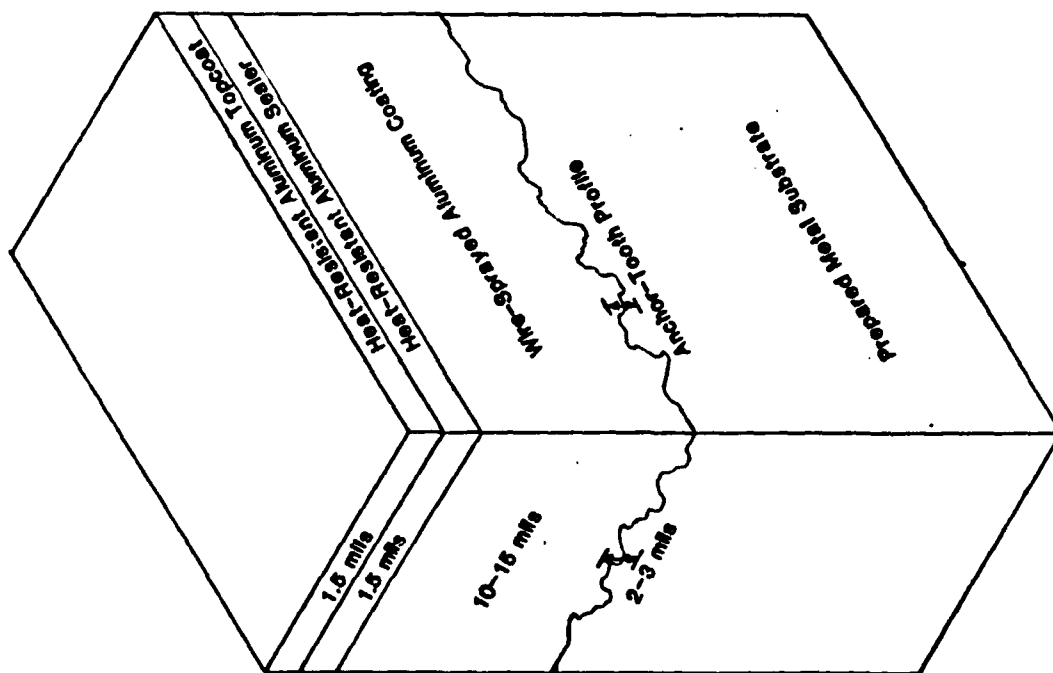 Heat-Resistant Aluminum Topcoat
Heat-Resistant Aluminum Sealer
Wire-Sprayed Aluminum Coating
Anchor-Tooth Profile
Prepared Metal Substrate
1.5 mils
1.5 mils
10-15 mils
2-3 mils